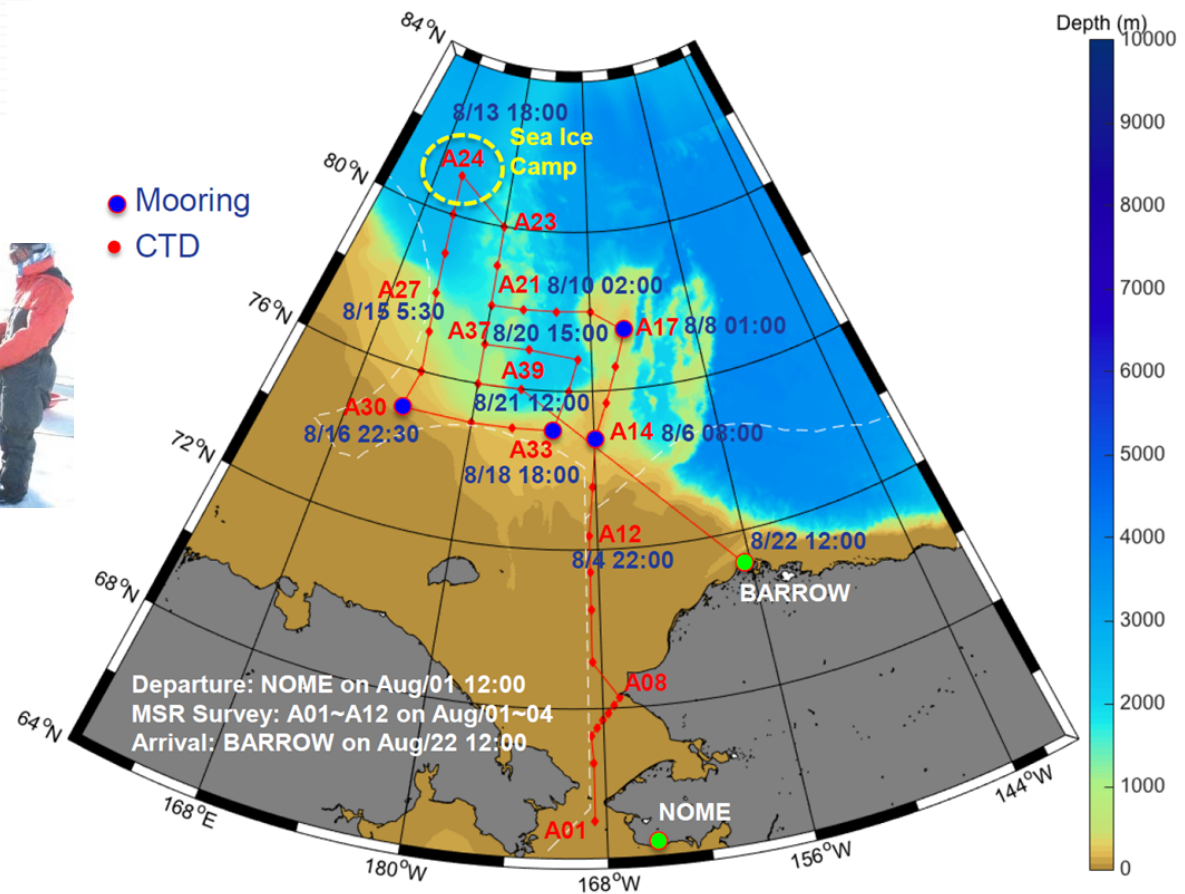 Depth (m)
84°N
10000
9000
8000
7000
6000
5000
4000
3000
2000
1000
0
8/13 18:00
Sea Ice
Camp
A24
80°N
Mooring
CTD
A23
A27
A21
8/10 02:00
8/15 5:30
76°N
A37
8/20 15:00
A17
8/8 01:00
A39
8/21 12:00
A30
8/16 22:30
A33
8/18 18:00
A14
8/6 08:00
72°N
A12
8/4 22:00
8/22 12:00
BARROW
68°N
A08
Departure: NOME on Aug/01 12:00
MSR Survey: A01~A12 on Aug/01~04
Arrival: BARROW on Aug/22 12:00
64°N
A01
NOME
168°E
180°W
168°W
156°W
144°W